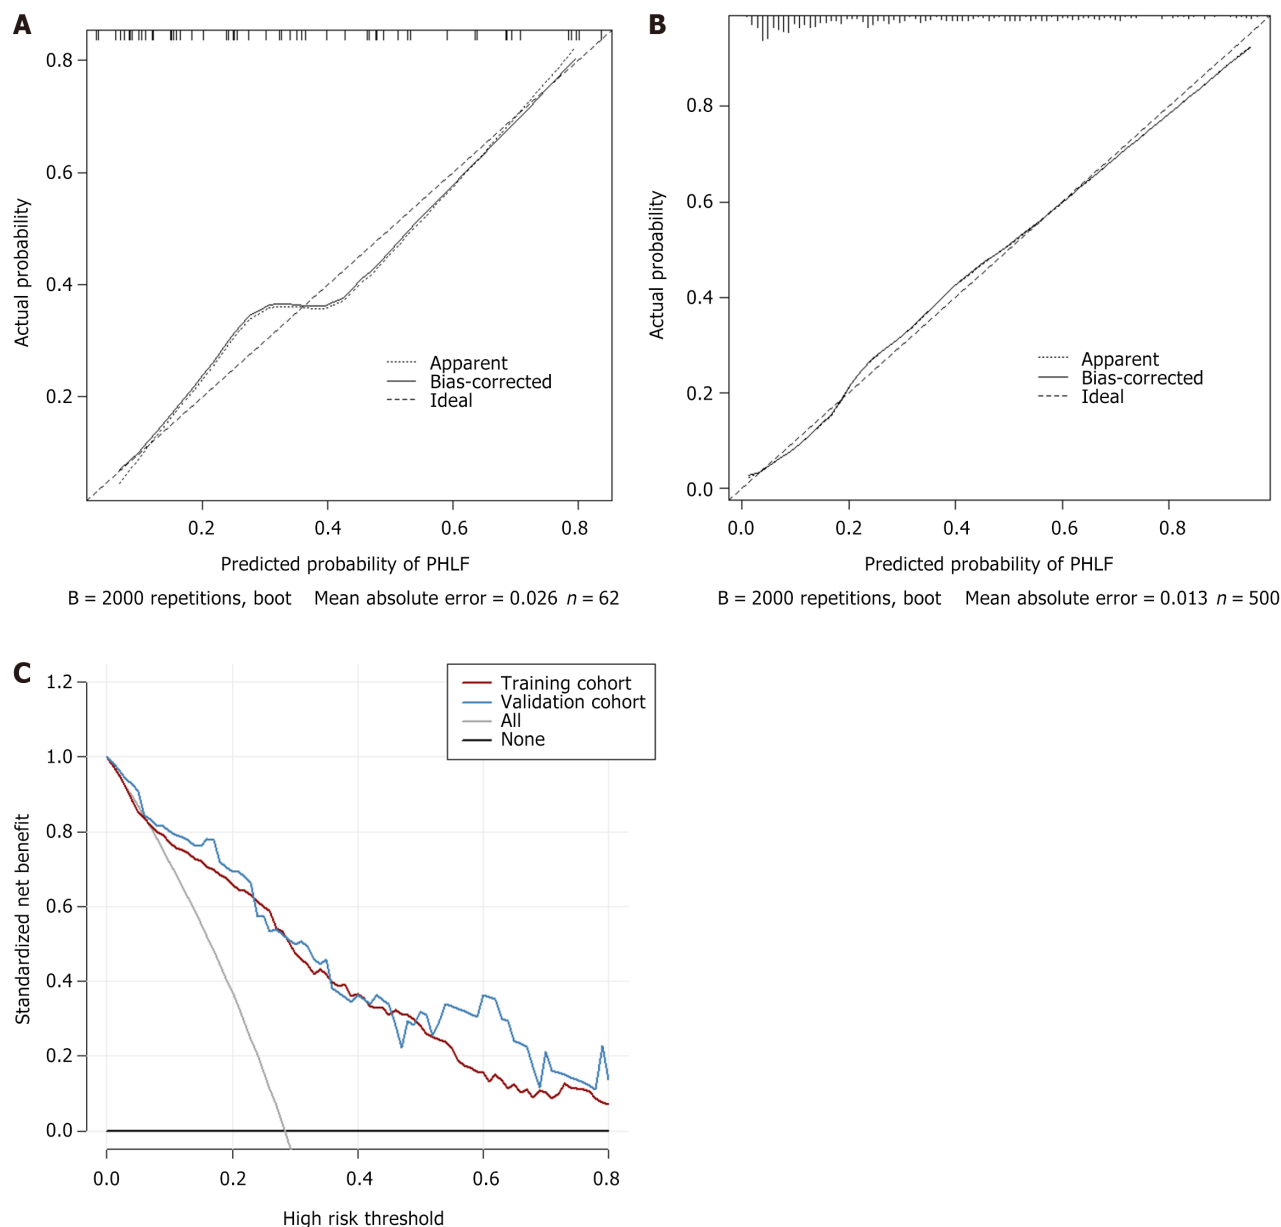 A
0.8
0.6
0.4
0.2
Actual probability
Apparent
Bias-corrected
Ideal
0.2 0.4 0.6 0.8
Predicted probability of PHLF
B = 2000 repetitions, boot Mean absolute error = 0.026 n = 62
B
0.8
0.6
0.4
0.2
0.0
Actual probability
Apparent
Bias-corrected
Ideal
0.0 0.2 0.4 0.6 0.8
Predicted probability of PHLF
B = 2000 repetitions, boot Mean absolute error = 0.013 n = 500
C
1.2
1.0
0.8
0.6
0.4
0.2
0.0
Standardized net benefit
Training cohort
Validation cohort
All
None
0.0 0.2 0.4 0.6 0.8
High risk threshold